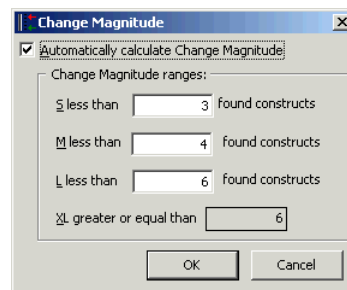 Change Magnitude
Automatically calculate Change Magnitude
Change Magnitude ranges:
S less than 3 found constructs
M less than 4 found constructs
L less than 6 found constructs
XL greater or equal than 6
OK Cancel